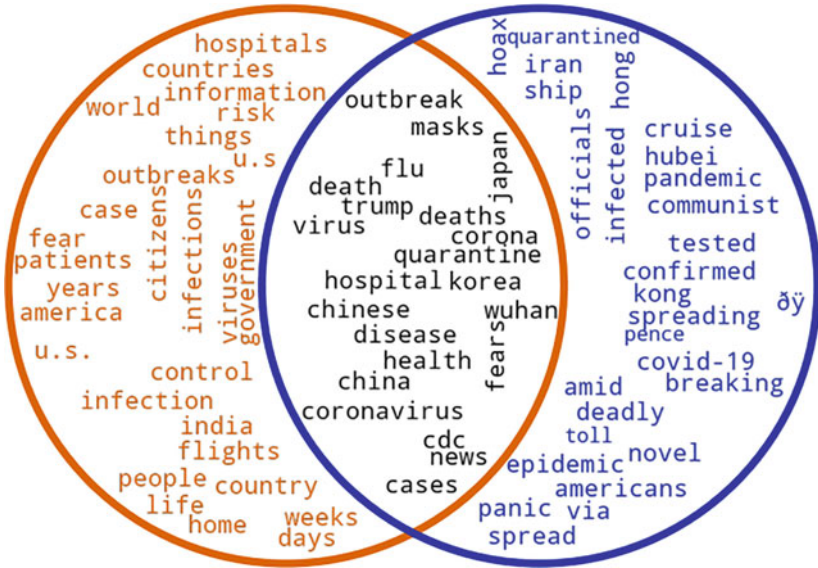 hospitals
countries
information
world
risk
things
u.s
outbreaks
case
citizens
infections
fear
patients
viruses
government
years
america
u.s.
control
infection
india
flights
people
country
life
home
weeks
days
outbreak
masks
japan
flu
death
trump
deaths
virus
corona
quarantine
hospital
korea
chinese
wuhan
disease
fears
health
china
coronavirus
cdc
news
cases
hoax
quarantined
iran
hong
ship
officials
infected
cruise
hubei
pandemic
communist
tested
confirmed
kong
ðÿ
spreading
pence
covid-19
breaking
amid
deadly
toll
novel
epidemic
americans
panic
via
spread